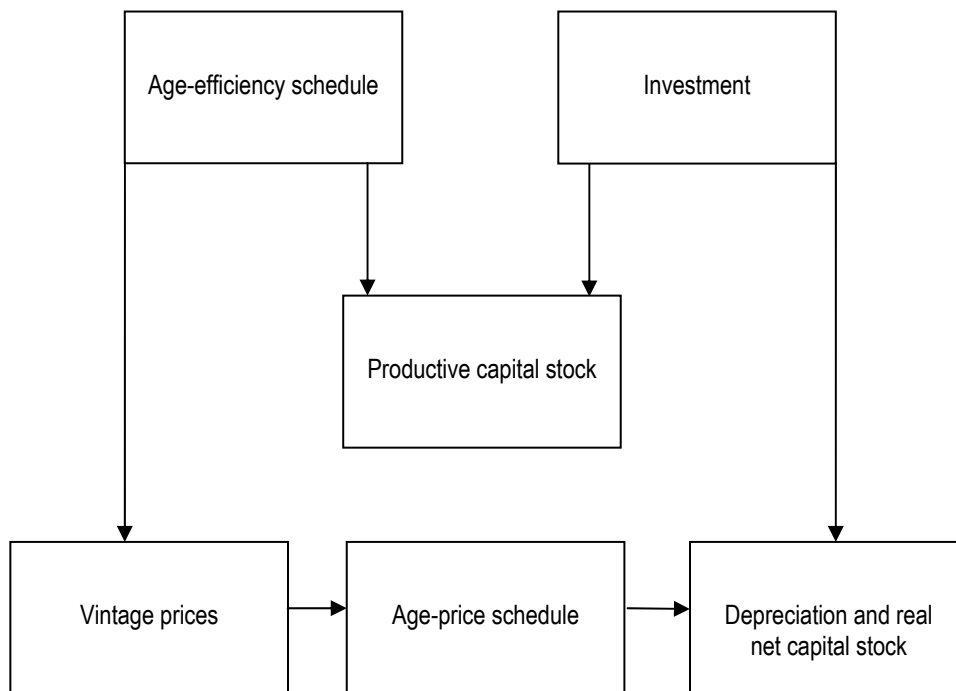 Age-efficiency schedule
Investment
Productive capital stock
Vintage prices
Age-price schedule
Depreciation and real
net capital stock